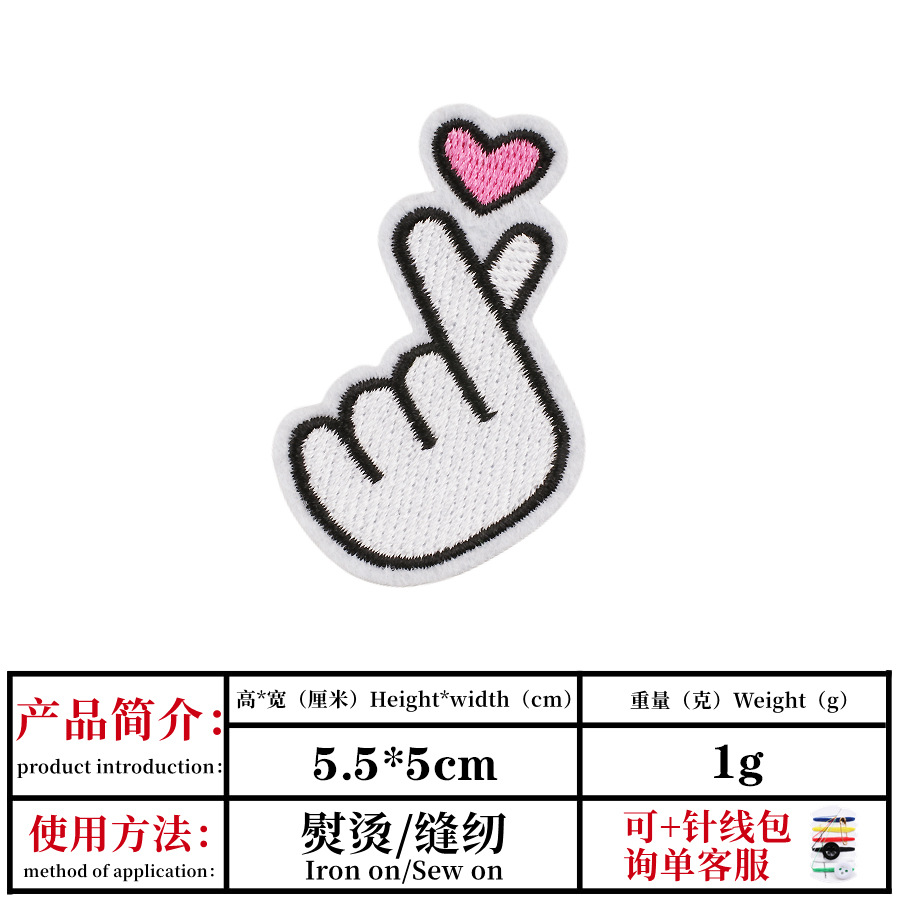 产品简介：
product introduction：
高*宽（厘米）Height*width（cm）
重量（克）Weight（g）
5.5*5cm
1g
使用方法：
method of application：
熨烫/缝纫
Iron on/Sew on
可+针线包
询单客服